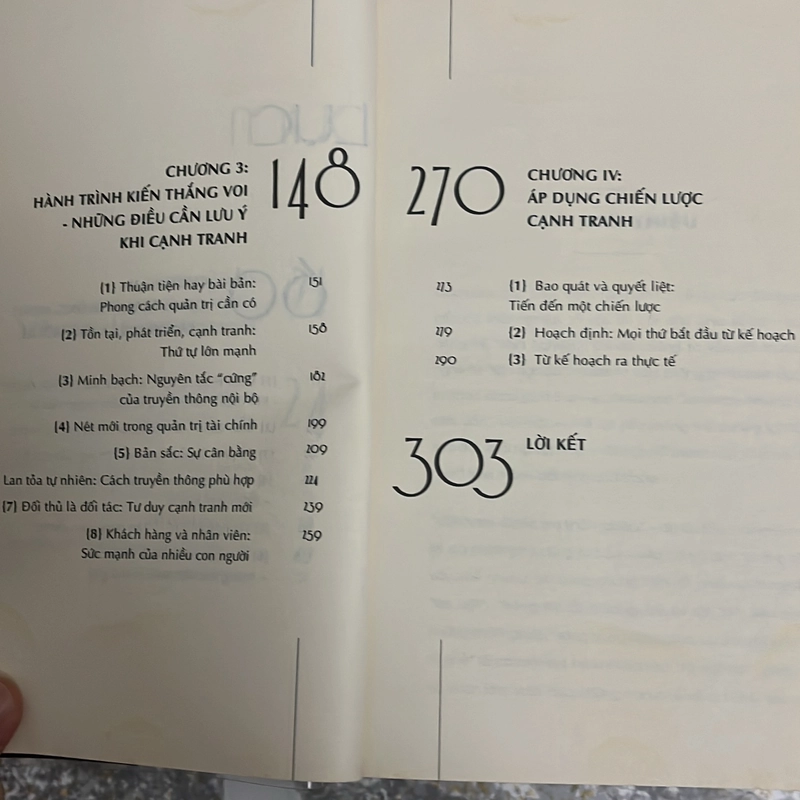 CHƯƠNG 3:
HÀNH TRÌNH KIẾN THẮNG VOI
- NHỮNG ĐIỀU CẦN LƯU Ý
KHI CẠNH TRANH
148
{1} Thuận tiện hay bài bản: 151
Phong cách quản trị cần có
{2} Tồn tại, phát triển, cạnh tranh: 158
Thứ tự lớn mạnh
{3} Minh bạch: Nguyên tắc “cứng” 182
của truyền thông nội bộ
{4} Nét mới trong quản trị tài chính 199
{5} Bản sắc: Sự cân bằng 209
Lan tỏa tự nhiên: Cách truyền thông phù hợp 224
{7} Đối thủ là đối tác: Tư duy cạnh tranh mới 239
{8} Khách hàng và nhân viên: 259
Sức mạnh của nhiều con người
270
CHƯƠNG IV:
ÁP DỤNG CHIẾN LƯỢC
CẠNH TRANH
273 {1} Bao quát và quyết liệt:
Tiến đến một chiến lược
279 {2} Hoạch định: Mọi thứ bắt đầu từ kế hoạch
290 {3} Từ kế hoạch ra thực tế
303 LỜI KẾT